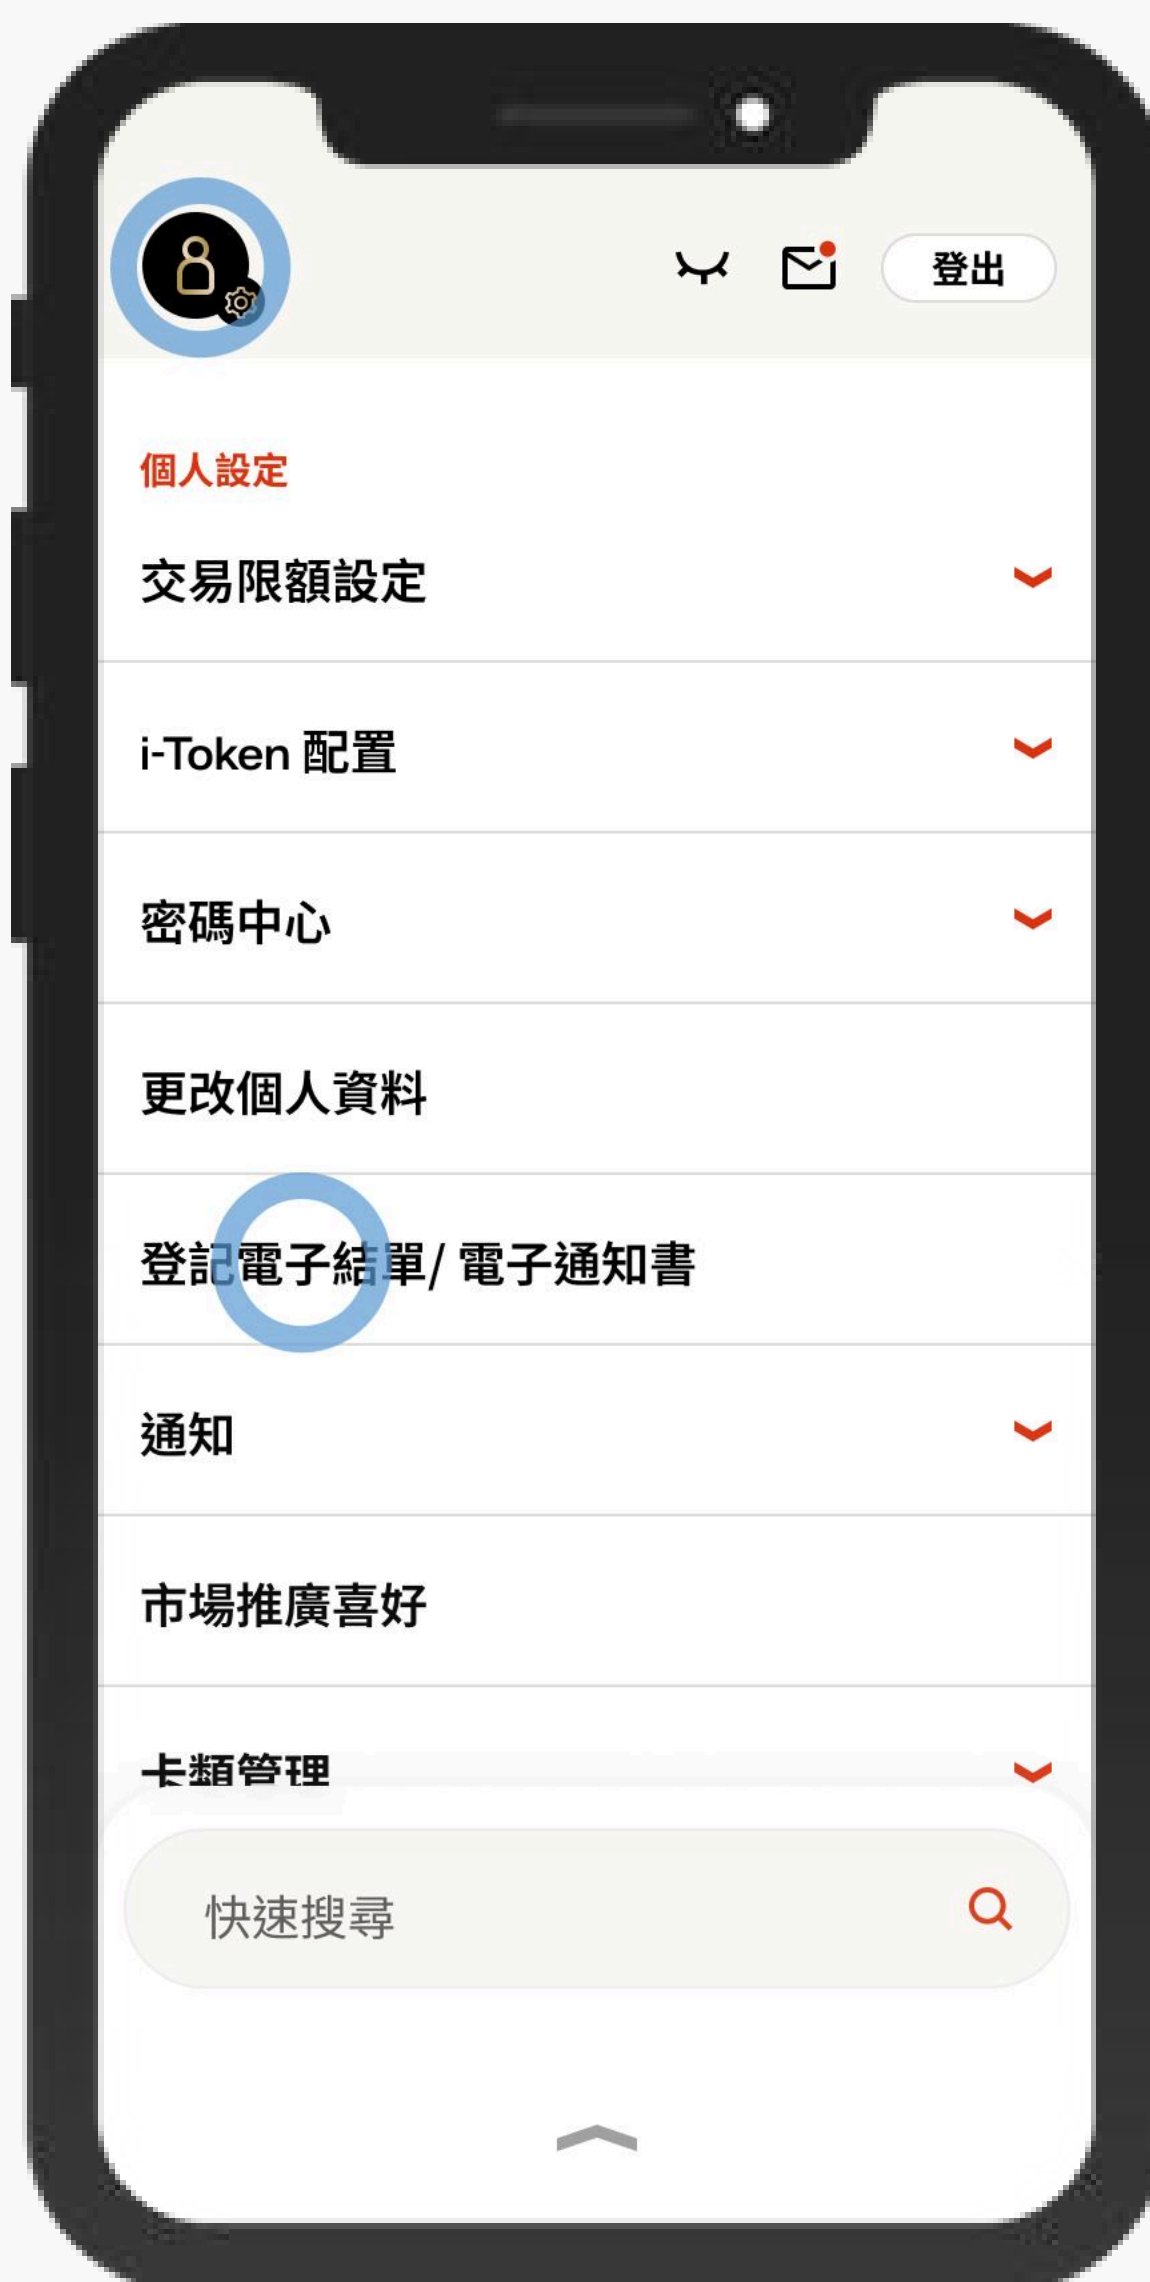 登出
個人設定
交易限額設定
i-Token 配置
密碼中心
更改個人資料
登記電子結單/ 電子通知書
通知
市場推廣喜好
卡類管理
快速搜尋